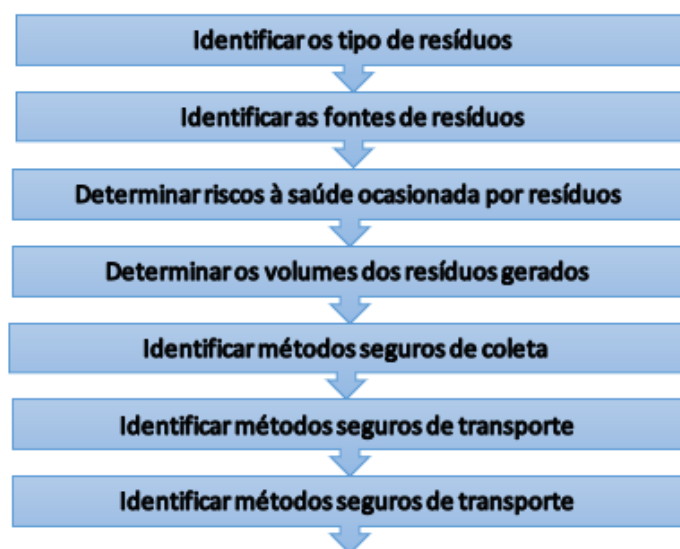 Identificar os tipo de resíduos
Identificar as fontes de resíduos
Determinar riscos à saúde ocasionada por resíduos
Determinar os volumes dos resíduos gerados
Identificar métodos seguros de coleta
Identificar métodos seguros de transporte
Identificar métodos seguros de transporte